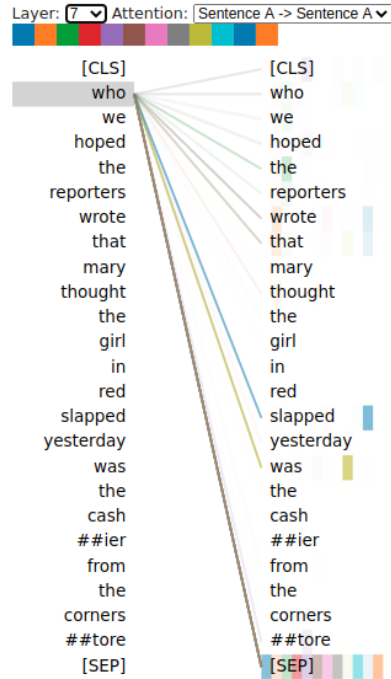 Layer: 7 Attention: Sentence A -> Sentence A
[CLS] [CLS]
who who
we we
hoped hoped
the the
reporters reporters
wrote wrote
that that
mary mary
thought thought
the the
girl girl
in in
red red
slapped slapped
yesterday yesterday
was was
the the
cash cash
##ier ##ier
from from
the the
corners corners
##tore ##tore
[SEP] [SEP]